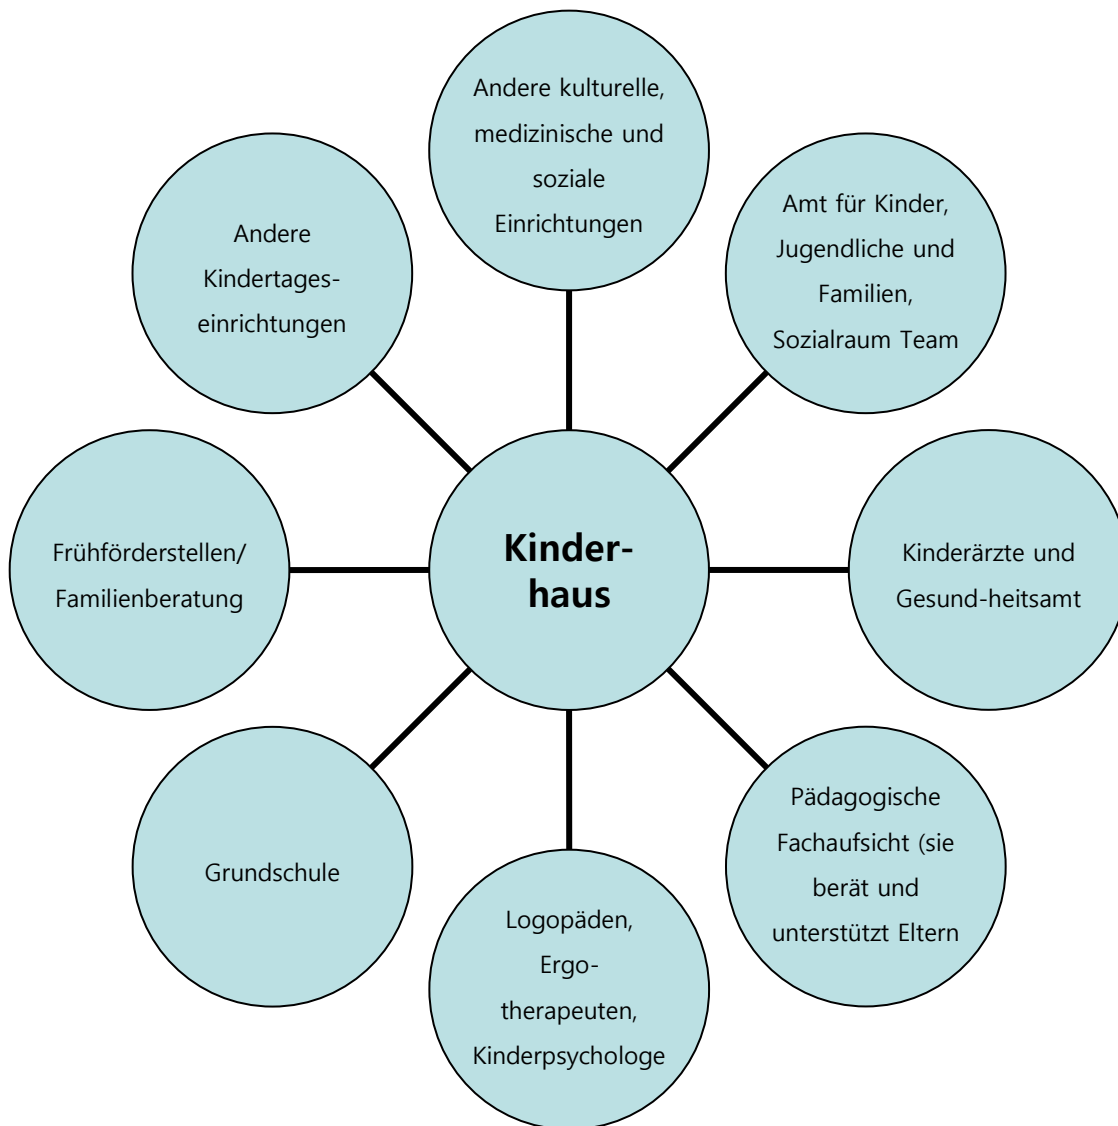 Andere kulturelle,
medizinische und
soziale
Einrichtungen
Amt für Kinder,
Jugendliche und
Familien,
Sozialraum Team
Kinderärzte und
Gesund-heitsamt
Pädagogische
Fachaufsicht (sie
berät und
unterstützt Eltern
Logopäden,
Ergo-
therapeuten,
Kinderpsychologe
Grundschule
Frühförderstellen/
Familienberatung
Andere
Kindertages-
einrichtungen
Kinder-
haus